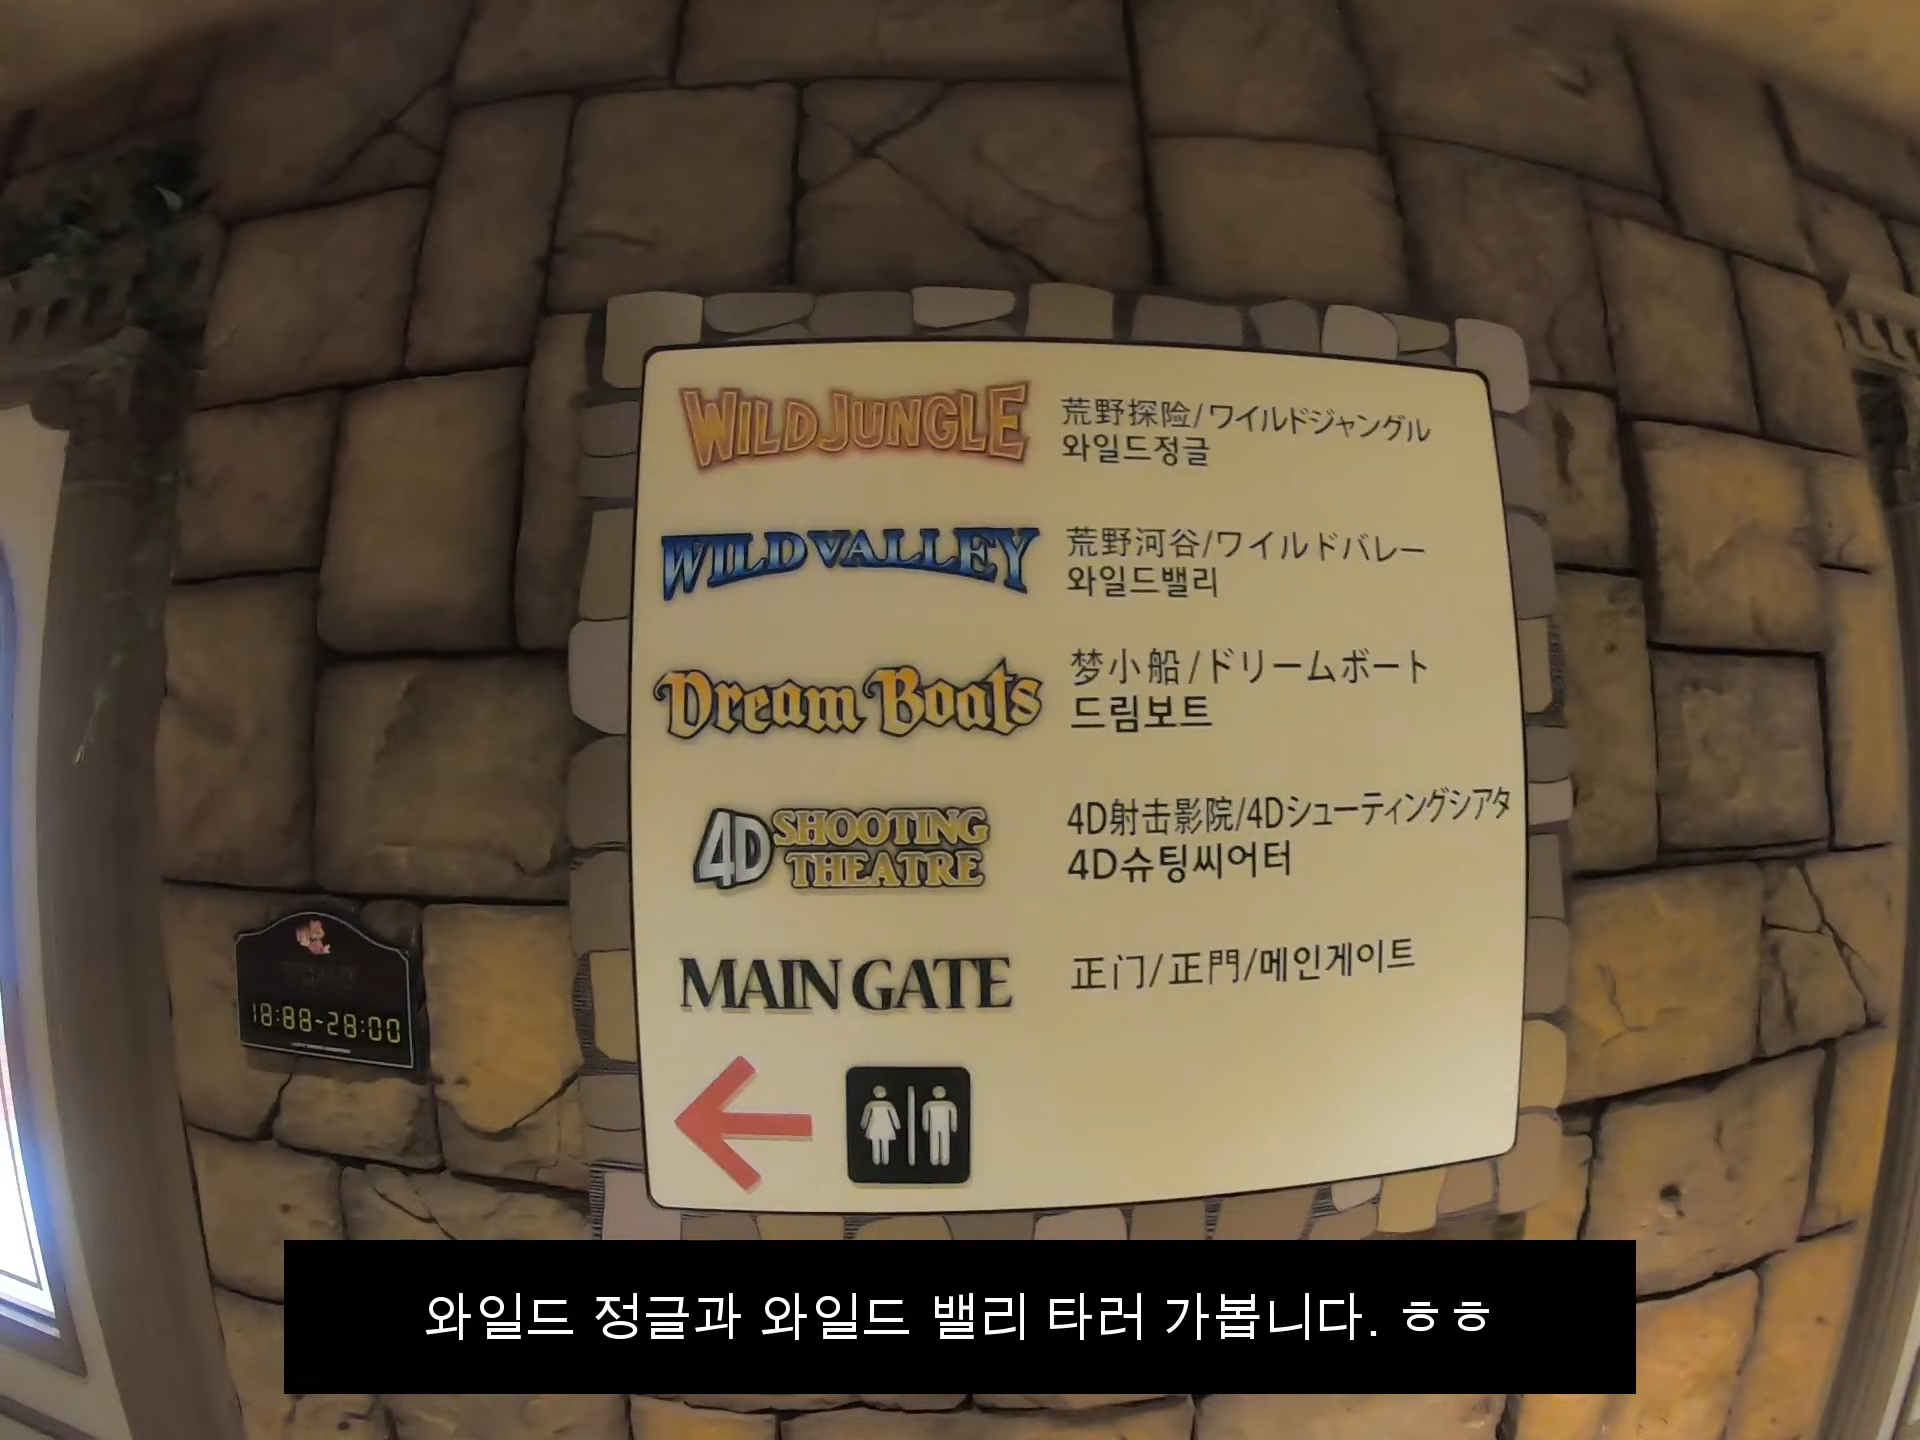 WILD JUNGLE
荒野探险/ワイルドジャングル
와일드정글
WILD VALLEY
荒野河谷/ワイルドバレー
와일드밸리
Dream Boats
梦小船/ドリームボート
드림보트
4D SHOOTING
THEATRE
4D射击影院/4Dシューティングシアタ
4D슈팅씨어터
MAIN GATE
正门/正門/메인게이트
18:88~28:00
와일드 정글과 와일드 밸리 타러 가봅니다. ㅎㅎ